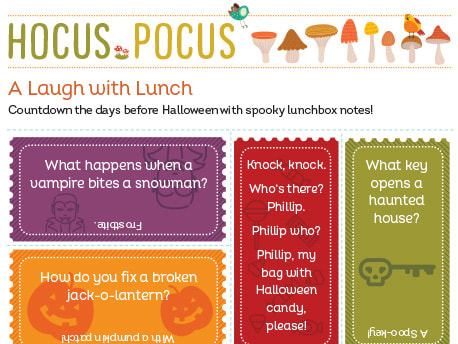 HOCUS POCUS
A Laugh with Lunch
Countdown the days before Halloween with spooky lunchbox notes!
What happens when a
vampire bites a snowman?
Frostbite.
How do you fix a broken
jack-o-lantern?
With a pumpkin patch!
Knock, knock.
Who's there?
Phillip.
Phillip who?
Phillip, my
bag with
Halloween
candy,
please!
What key
opens a
haunted
house?
A Spoo-key!